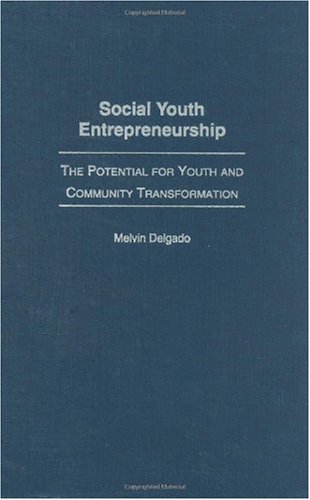 Social Youth
Entrepreneurship
THE POTENTIAL FOR YOUTH AND
COMMUNITY TRANSFORMATION
Melvin Delgado